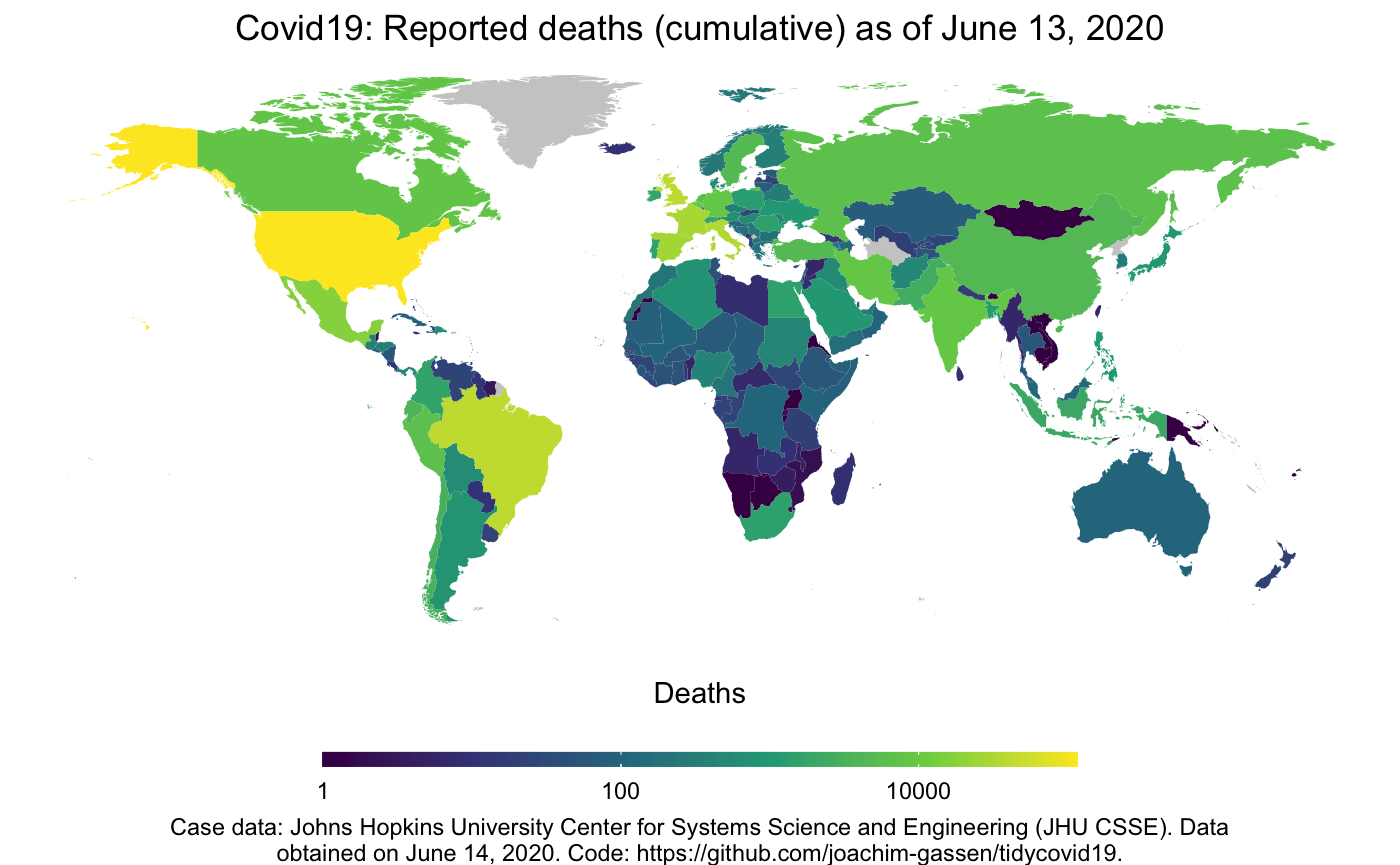 Covid19: Reported deaths (cumulative) as of June 13, 2020
Deaths
1 100 10000
Case data: Johns Hopkins University Center for Systems Science and Engineering (JHU CSSE). Data
obtained on June 14, 2020. Code: https://github.com/joachim-gassen/tidycovid19.